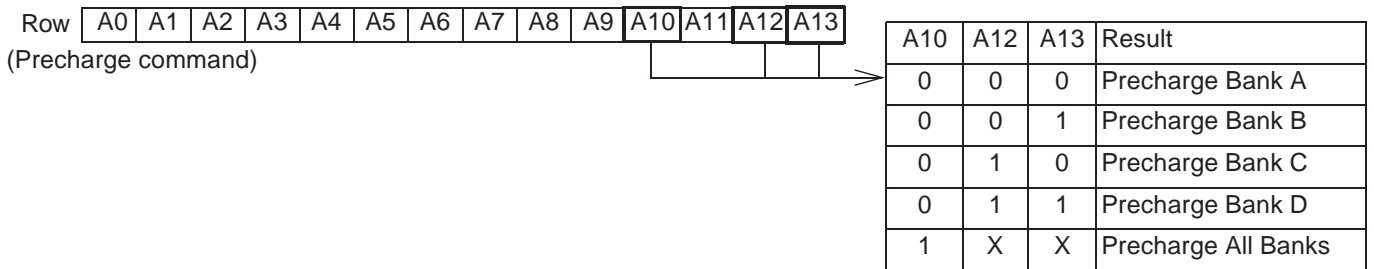 Row A0 A1 A2 A3 A4 A5 A6 A7 A8 A9 A10 A11 A12 A13
(Precharge command)
A10 A12 A13 Result
0 0 0 Precharge Bank A
0 0 1 Precharge Bank B
0 1 0 Precharge Bank C
0 1 1 Precharge Bank D
1 X X Precharge All Banks